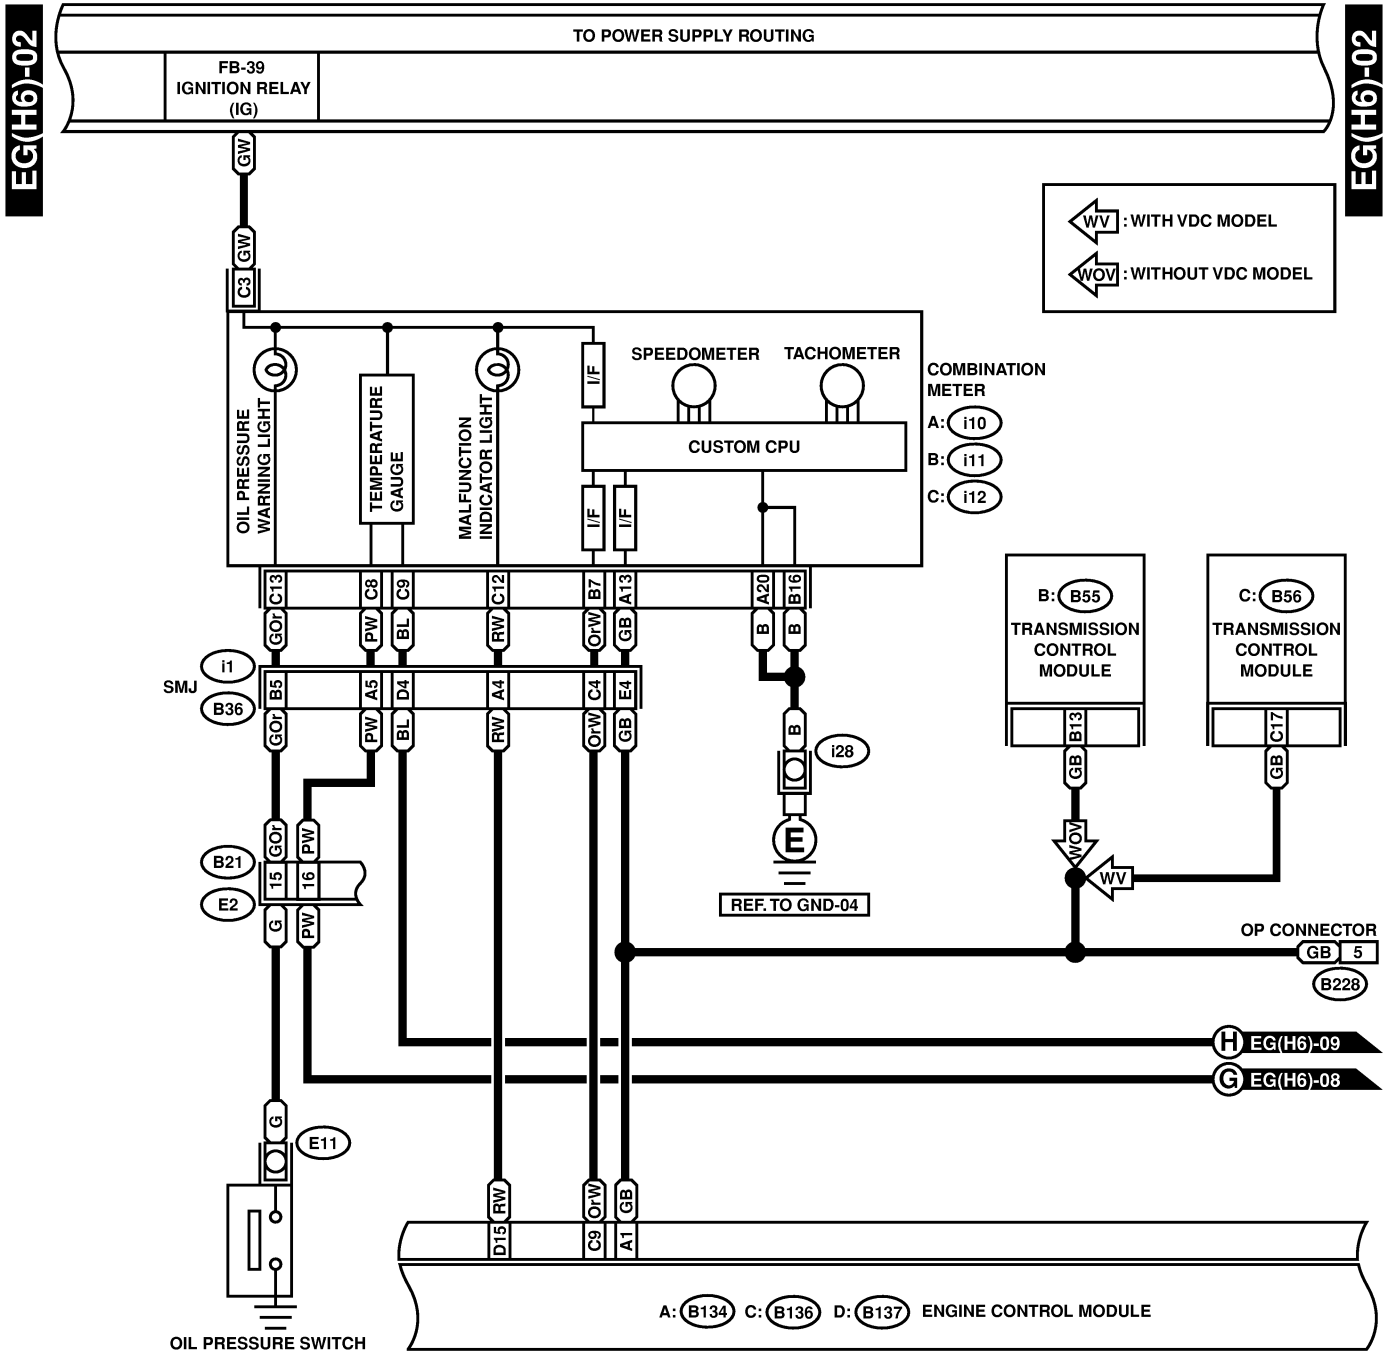 EG(H6)-02
TO POWER SUPPLY ROUTING
EG(H6)-02
FB-39
IGNITION RELAY
(IG)
GW
GW
C3
WV : WITH VDC MODEL
WOV : WITHOUT VDC MODEL
OIL PRESSURE
WARNING LIGHT
TEMPERATURE
GAUGE
MALFUNCTION
INDICATOR LIGHT
I/F
SPEEDOMETER
TACHOMETER
CUSTOM CPU
I/F
I/F
COMBINATION
METER
A: i10
B: i11
C: i12
C13
C8
C9
C12
B7
A13
A20
B16
GOr
PW
BL
RW
OrW
GB
B
B
SMJ
i1
B36
B5
A5
D4
A4
C4
E4
GOr
PW
BL
RW
OrW
GB
B
i28
E
REF. TO GND-04
B: B55
TRANSMISSION
CONTROL
MODULE
B13
GB
WOV
C: B56
TRANSMISSION
CONTROL
MODULE
C17
GB
WV
GOr
PW
B21
E2
15
16
G
PW
OP CONNECTOR
GB 5
B228
H EG(H6)-09
G EG(H6)-08
G
E11
OIL PRESSURE SWITCH
RW
OrW
GB
D15
C9
A1
A: B134 C: B136 D: B137 ENGINE CONTROL MODULE